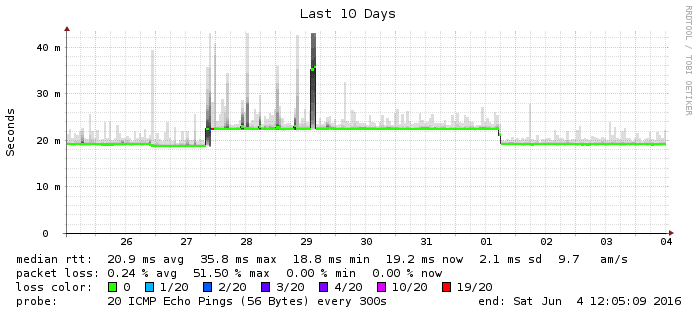 Last 10 Days
RRDTOOL / TOBI OETIKER
Seconds
40 m
30 m
20 m
10 m
0
26 27 28 29 30 31 01 02 03 04
median rtt: 20.9 ms avg 35.8 ms max 18.8 ms min 19.2 ms now 2.1 ms sd 9.7 am/s
packet loss: 0.24 % avg 51.50 % max 0.00 % min 0.00 % now
loss color: 0 1/20 2/20 3/20 4/20 10/20 19/20
probe: 20 ICMP Echo Pings (56 Bytes) every 300s end: Sat Jun 4 12:05:09 2016